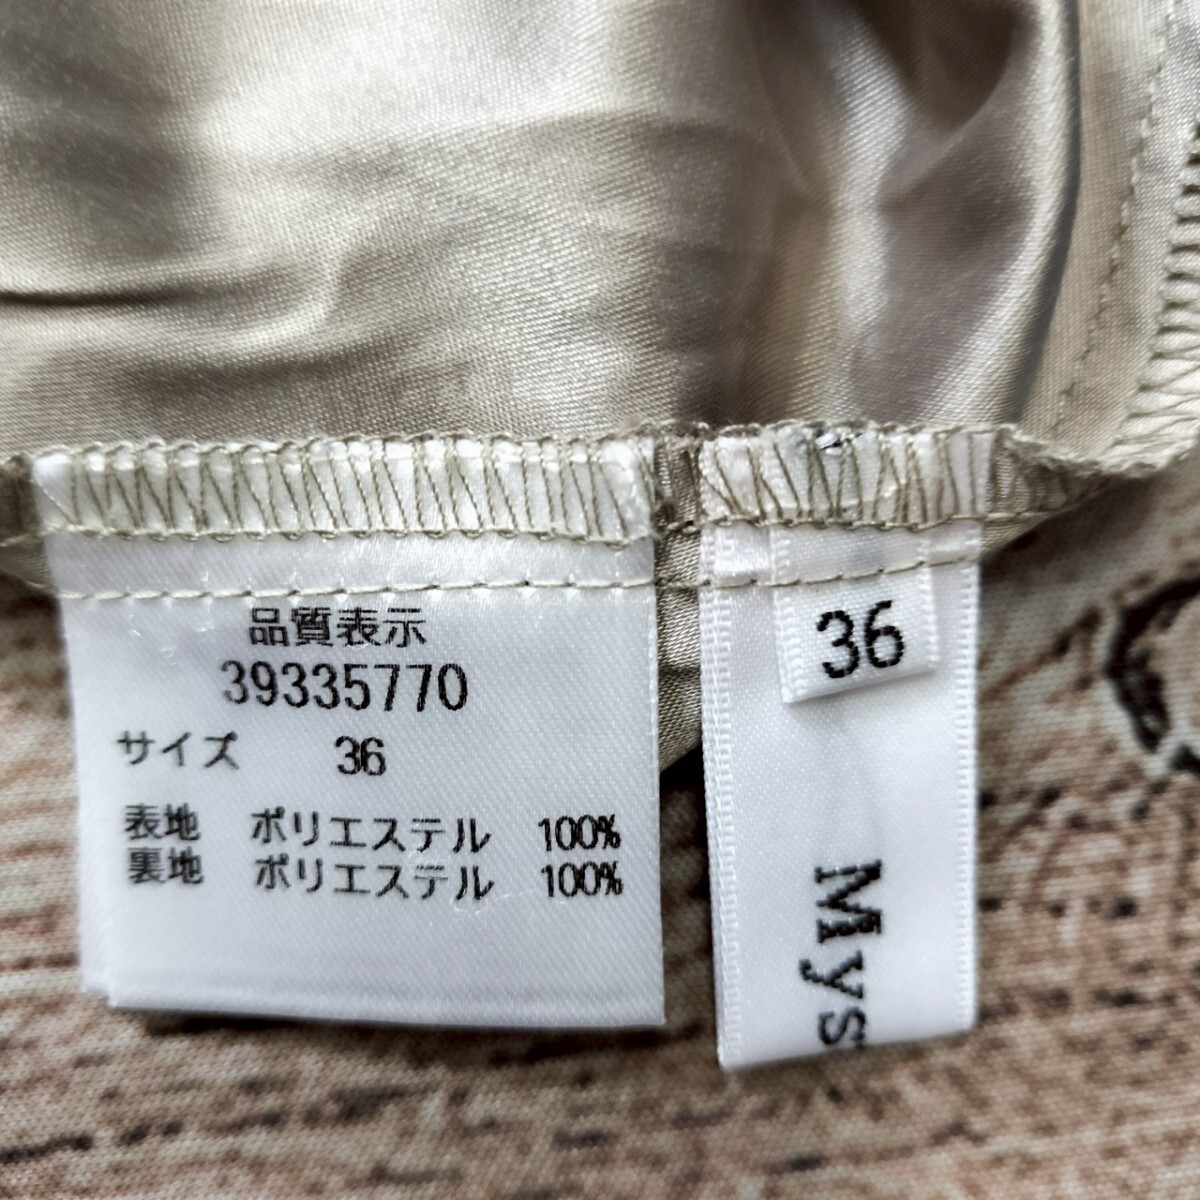 品質表示
39335770
サイズ 36
表地 ポリエステル 100%
裏地 ポリエステル 100%
36
Mys